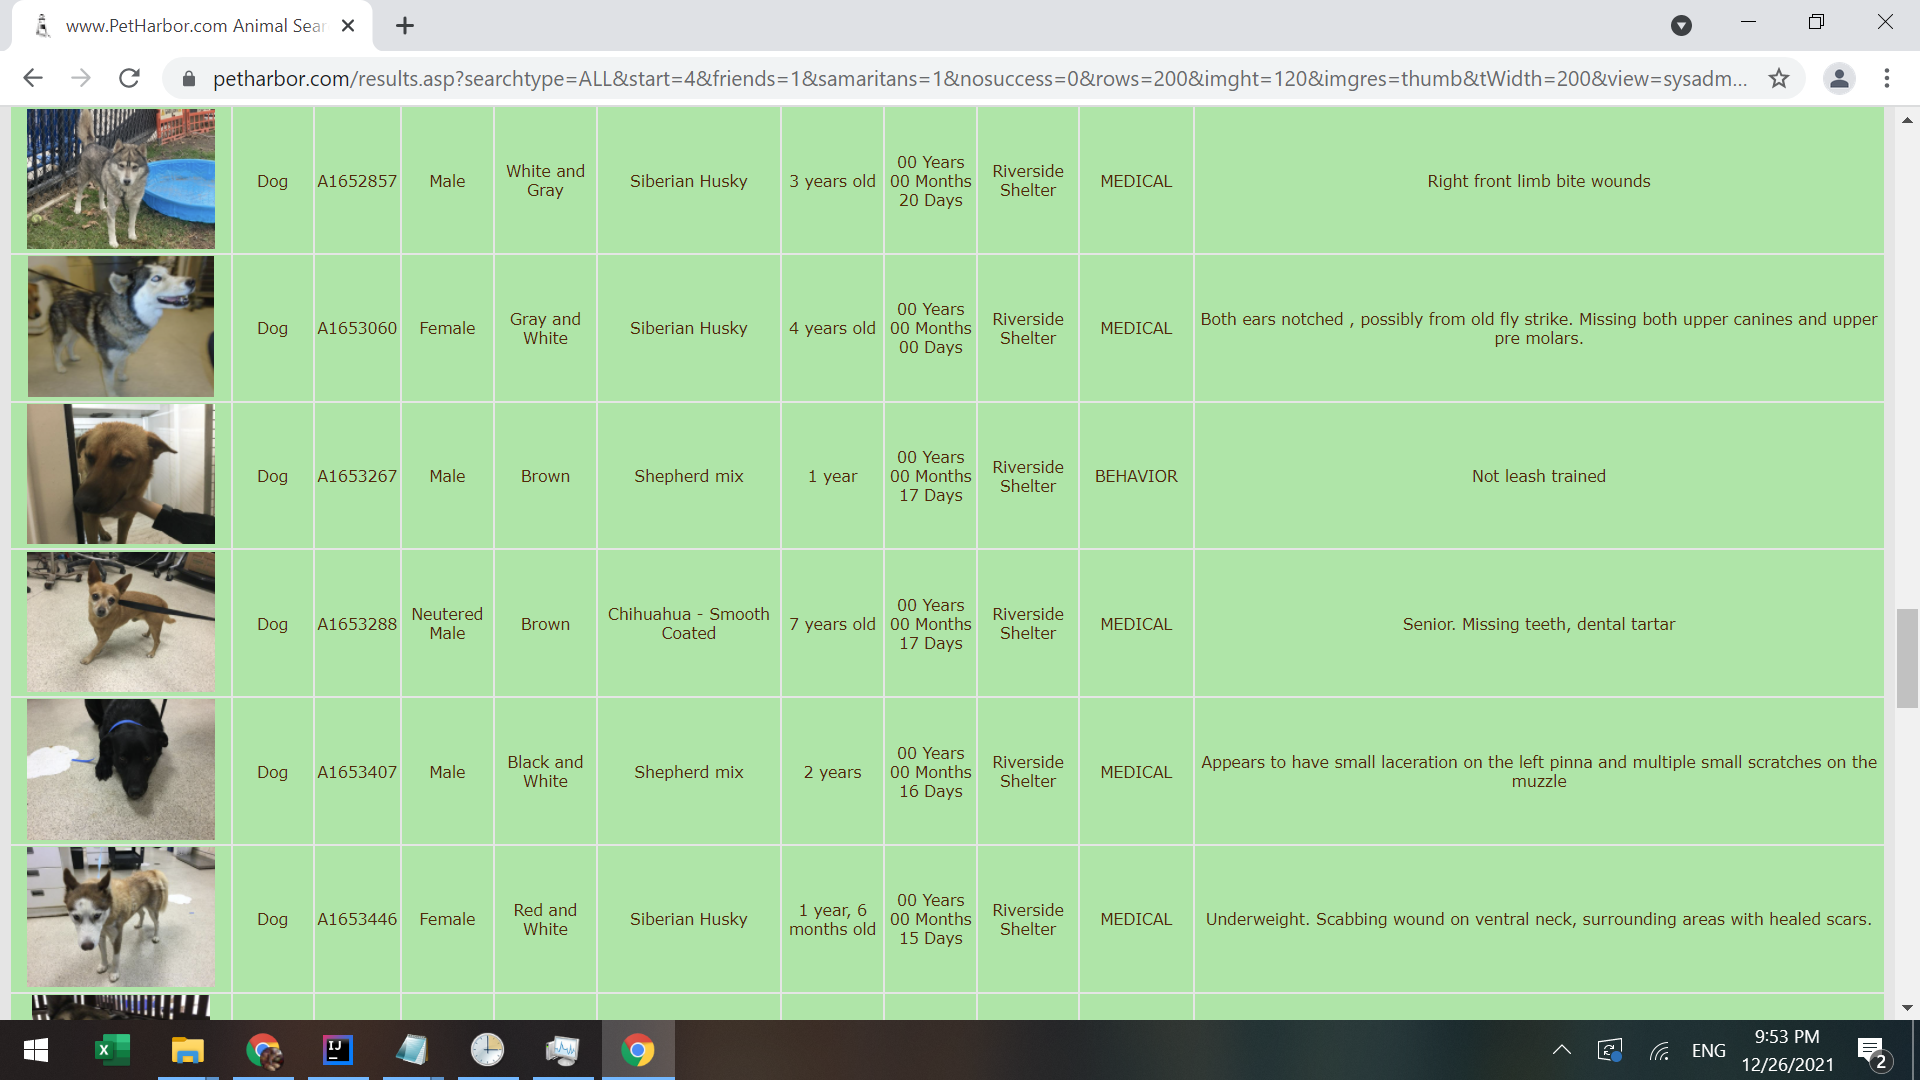 www.PetHarbor.com Animal Sear
petharbor.com/results.asp?searchtype=ALL&start=4&friends=1&samaritans=1&nosuccess=0&rows=200&imght=120&imgres=thumb&tWidth=200&view=sysadm...
Dog
A1652857
Male
White and
Gray
Siberian Husky
3 years old
00 Years
00 Months
20 Days
Riverside
Shelter
MEDICAL
Right front limb bite wounds
Dog
A1653060
Female
Gray and
White
Siberian Husky
4 years old
00 Years
00 Months
00 Days
Riverside
Shelter
MEDICAL
Both ears notched , possibly from old fly strike. Missing both upper canines and upper
pre molars.
Dog
A1653267
Male
Brown
Shepherd mix
1 year
00 Years
00 Months
17 Days
Riverside
Shelter
BEHAVIOR
Not leash trained
Dog
A1653288
Neutered
Male
Brown
Chihuahua - Smooth
Coated
7 years old
00 Years
00 Months
17 Days
Riverside
Shelter
MEDICAL
Senior. Missing teeth, dental tartar
Dog
A1653407
Male
Black and
White
Shepherd mix
2 years
00 Years
00 Months
16 Days
Riverside
Shelter
MEDICAL
Appears to have small laceration on the left pinna and multiple small scratches on the
muzzle
Dog
A1653446
Female
Red and
White
Siberian Husky
1 year, 6
months old
00 Years
00 Months
15 Days
Riverside
Shelter
MEDICAL
Underweight. Scabbing wound on ventral neck, surrounding areas with healed scars.
X
IJ
ENG
9:53 PM
12/26/2021
2